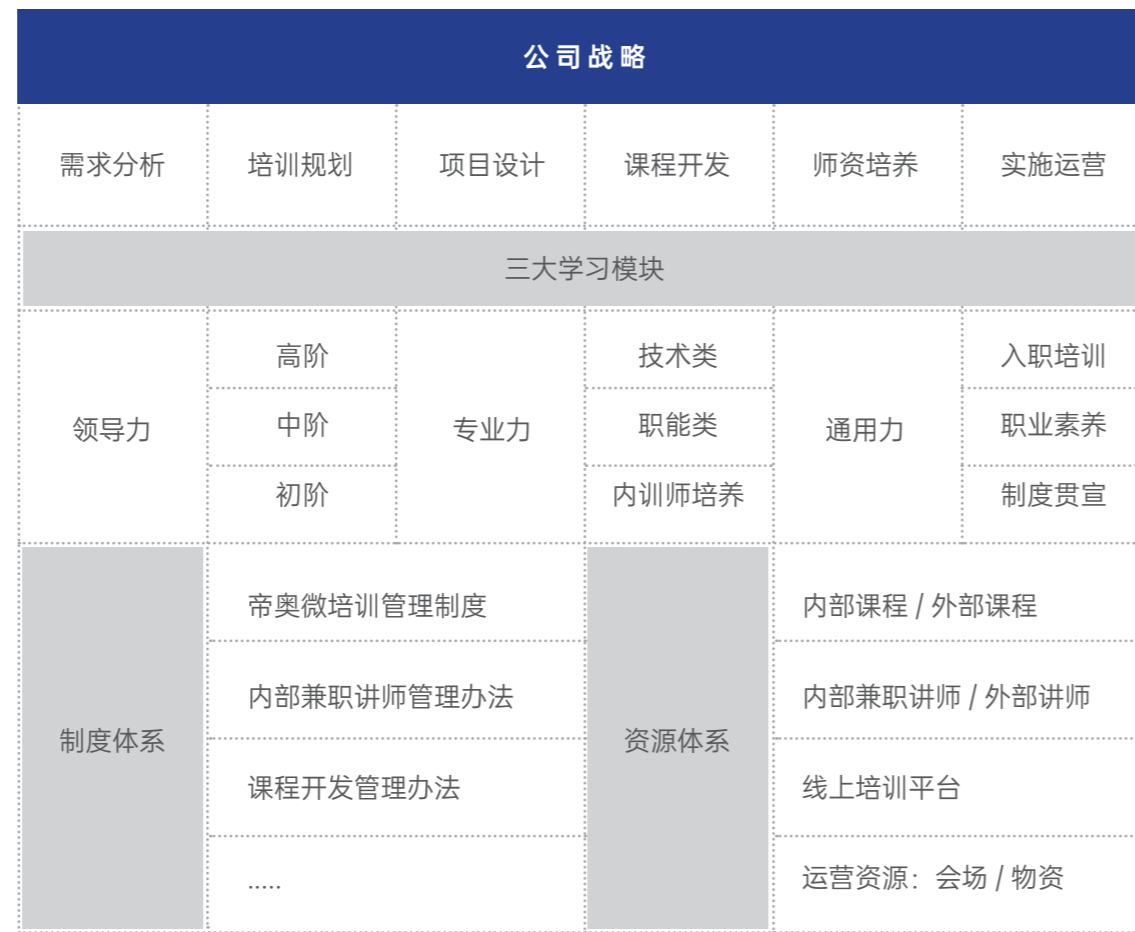 公司战略
需求分析 培训规划 项目设计 课程开发 师资培养 实施运营
三大学习模块
高阶 技术类 入职培训
领导力 中阶 专业力 职能类 通用力 职业素养
初阶 内训师培养 制度贯宣
帝奥微培训管理制度 内部课程 / 外部课程
内部兼职讲师管理办法 内部兼职讲师 / 外部讲师
制度体系 资源体系
课程开发管理办法 线上培训平台
..... 运营资源：会场 / 物资